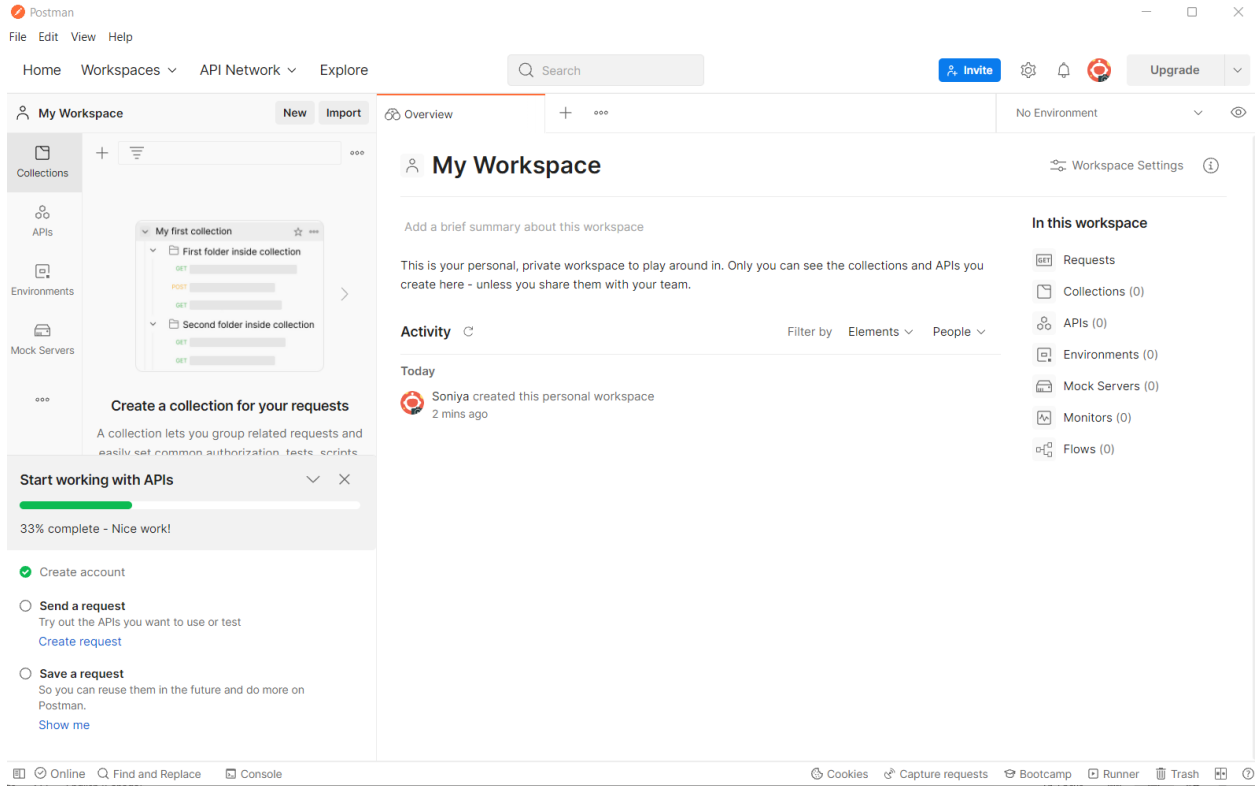 Postman
File Edit View Help
Home Workspaces API Network Explore
Search
Invite
Upgrade
My Workspace
New Import
Overview
No Environment
Collections
APIs
Environments
Mock Servers
My first collection
First folder inside collection
GET
POST
GET
Second folder inside collection
GET
GET
Create a collection for your requests
A collection lets you group related requests and
easily set common authorization, tests, scripts,
Start working with APIs
33% complete - Nice work!
Create account
Send a request
Try out the APIs you want to use or test
Create request
Save a request
So you can reuse them in the future and do more on
Postman.
Show me
My Workspace
Workspace Settings
Add a brief summary about this workspace
This is your personal, private workspace to play around in. Only you can see the collections and APIs you
create here - unless you share them with your team.
Activity
Filter by Elements People
Today
Soniya created this personal workspace
2 mins ago
In this workspace
GET Requests
Collections (0)
APIs (0)
Environments (0)
Mock Servers (0)
Monitors (0)
Flows (0)
Online Find and Replace Console
Cookies Capture requests Bootcamp Runner Trash